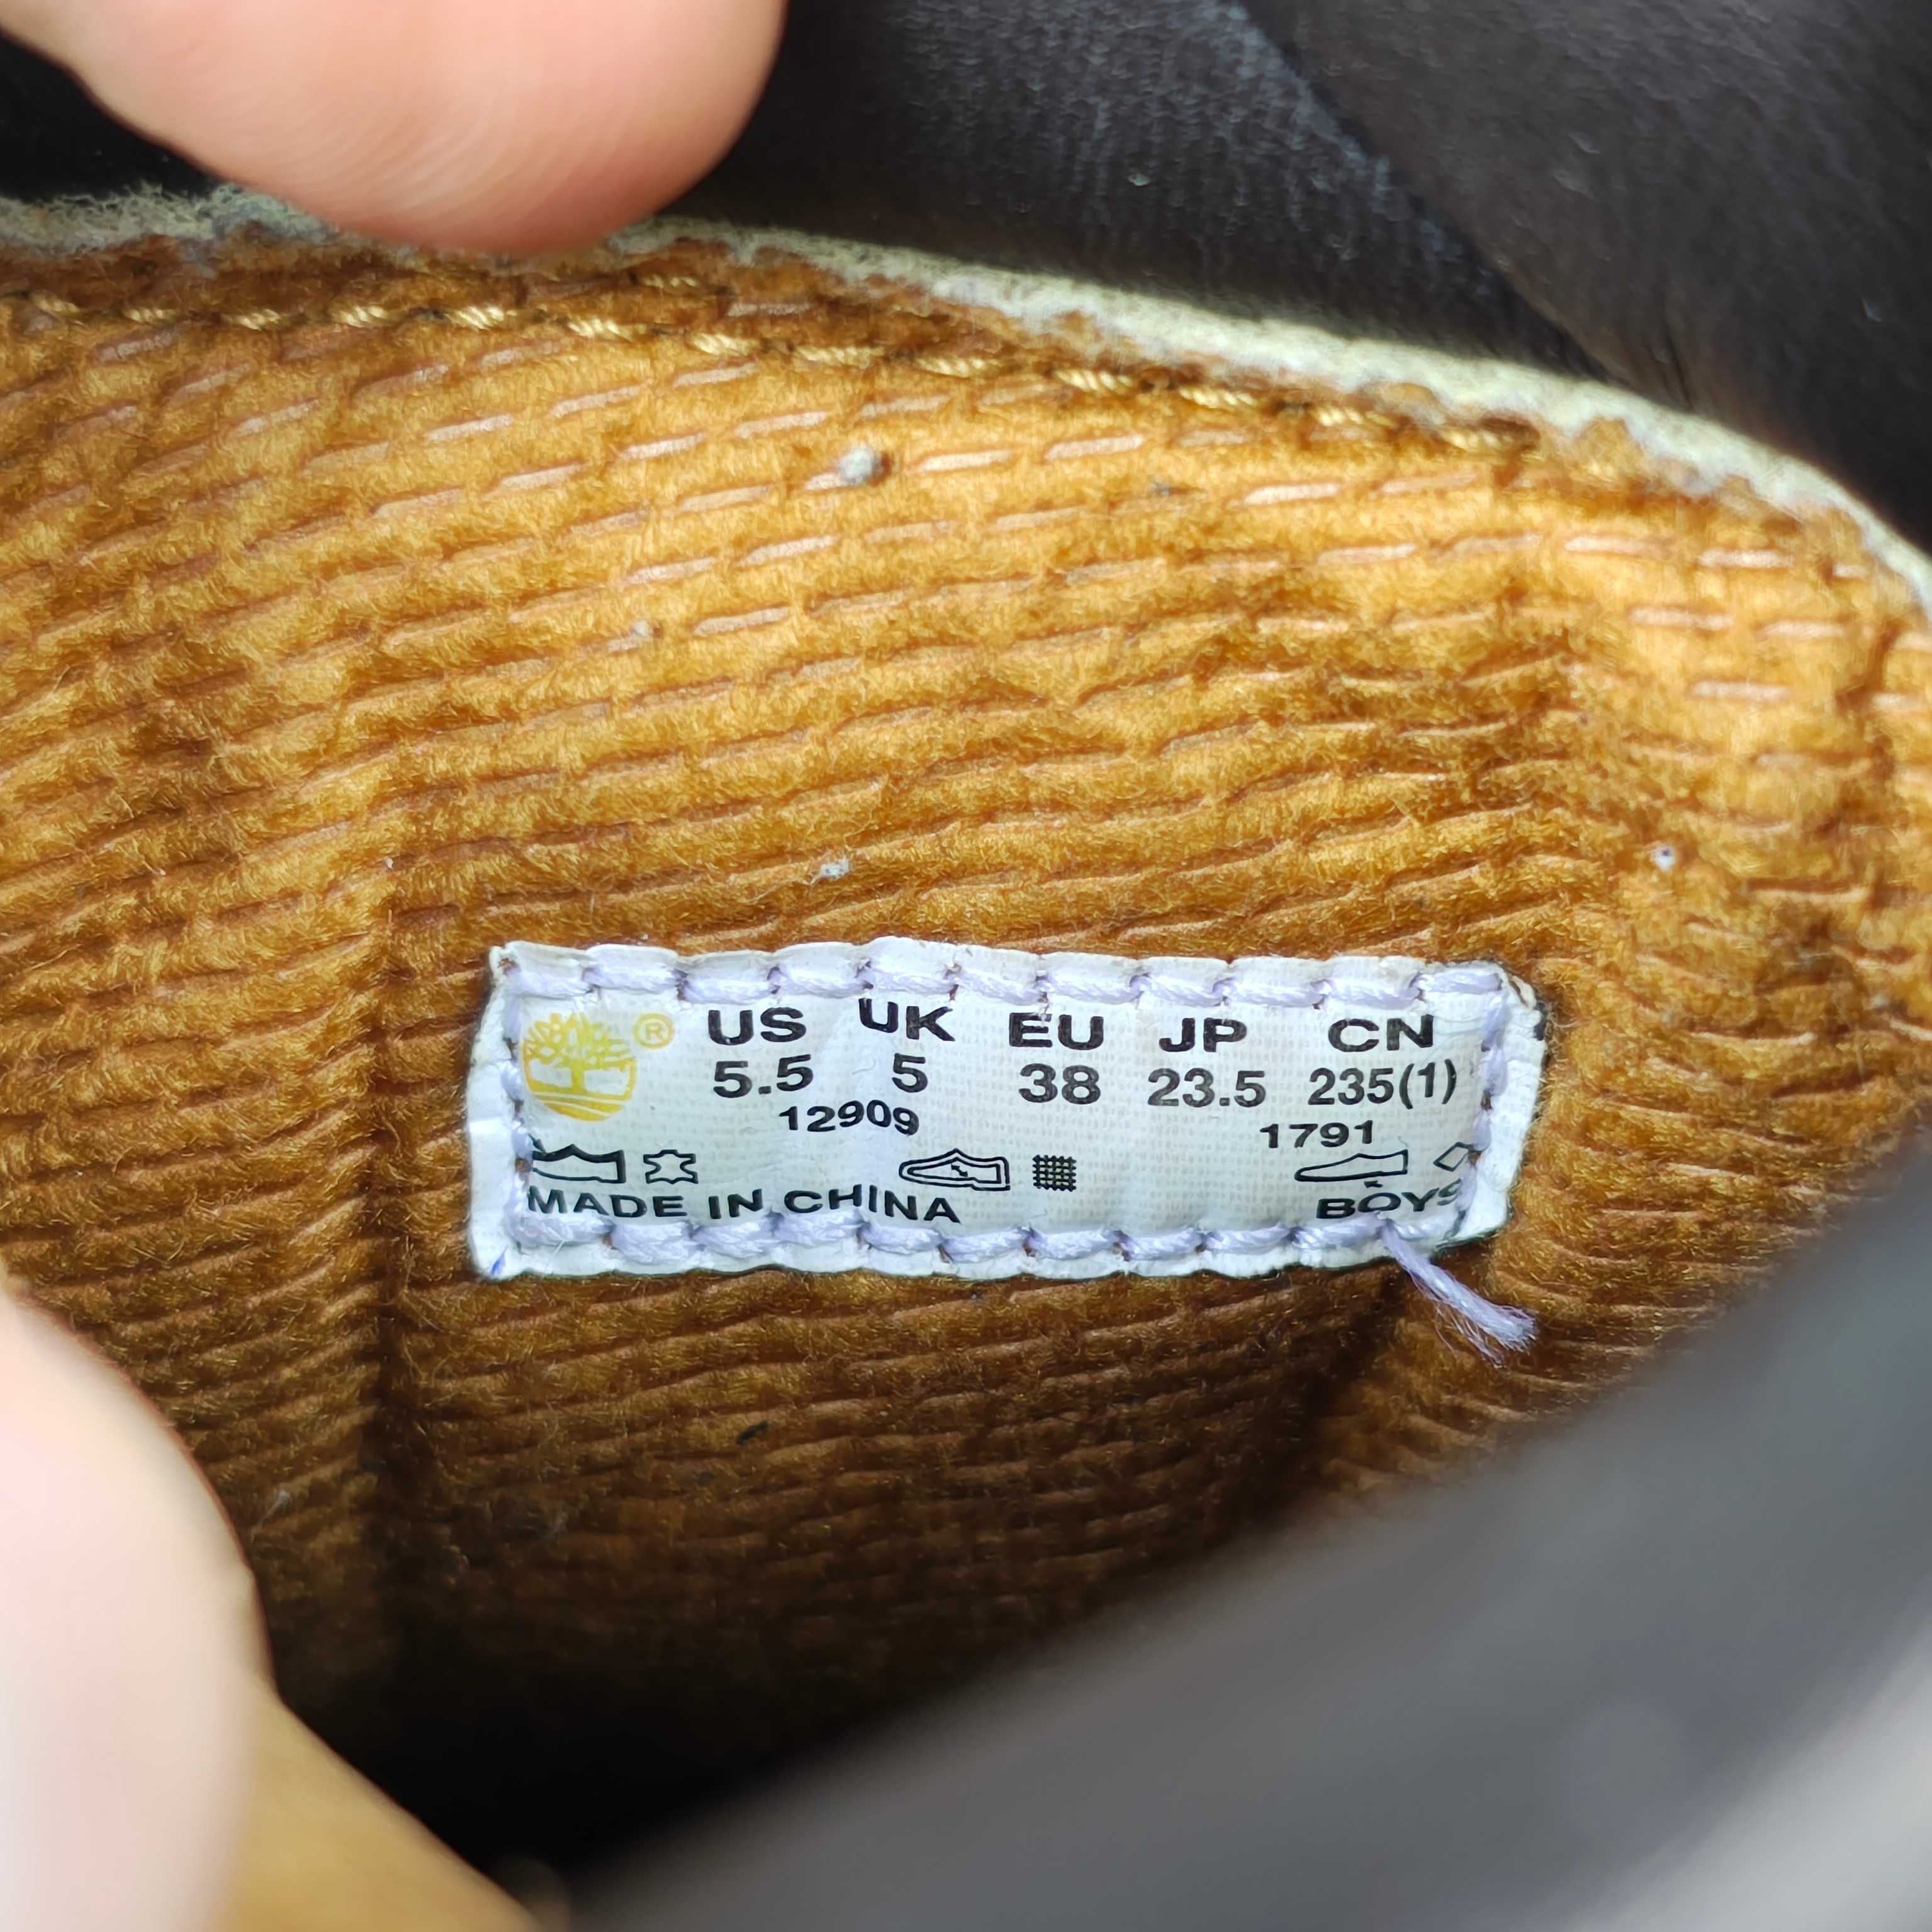 ® US UK EU JP CN
5.5 5 38 23.5 235(1)
12909 1791
MADE IN CHINA BOYS